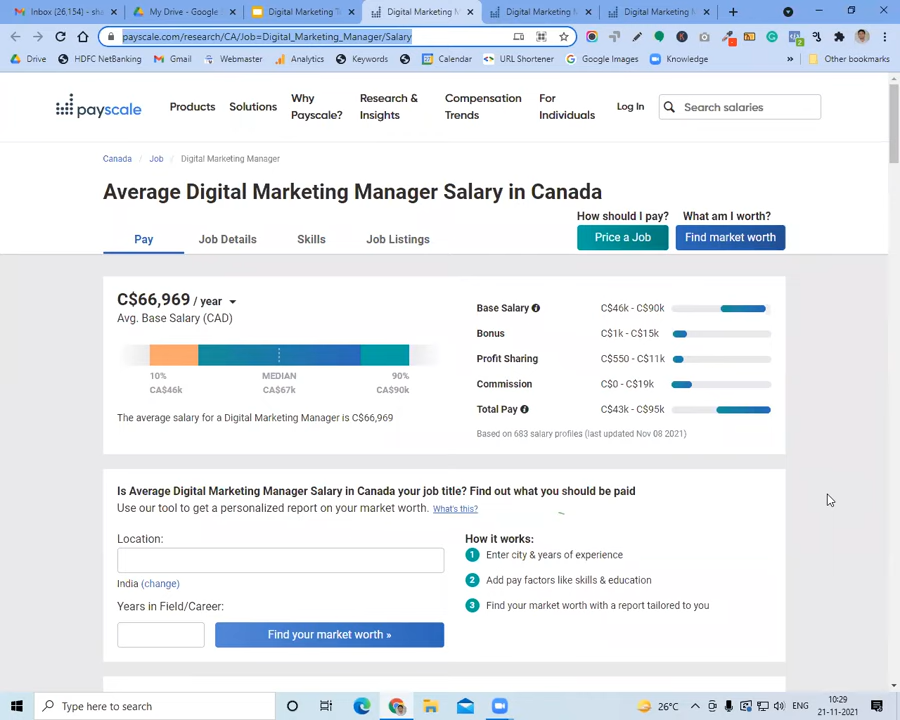 Inbox (26,154) - sha
My Drive - Google
Digital Marketing T
Digital Marketing M
Digital Marketing M
Digital Marketing M
payscale.com/research/CA/Job=Digital_Marketing_Manager/Salary
Drive
HDFC NetBanking
Gmail
Webmaster
Analytics
Keywords
Calendar
URL Shortener
Google Images
Knowledge
»
Other bookmarks
payscale
Products
Solutions
Why
Payscale?
Research &
Insights
Compensation
Trends
For
Individuals
Log In
Search salaries
Canada / Job / Digital Marketing Manager
Average Digital Marketing Manager Salary in Canada
How should I pay?
What am I worth?
Pay
Job Details
Skills
Job Listings
Price a Job
Find market worth
C$66,969 / year
Avg. Base Salary (CAD)
10%
MEDIAN
90%
CA$46k
CA$67k
CA$90k
The average salary for a Digital Marketing Manager is C$66,969
Base Salary C$46k - C$90k
Bonus C$1k - C$15k
Profit Sharing C$550 - C$11k
Commission C$0 - C$19k
Total Pay C$43k - C$95k
Based on 683 salary profiles (last updated Nov 08 2021)
Is Average Digital Marketing Manager Salary in Canada your job title? Find out what you should be paid
Use our tool to get a personalized report on your market worth. What's this?
Location:
India (change)
Years in Field/Career:
Find your market worth »
How it works:
1 Enter city & years of experience
2 Add pay factors like skills & education
3 Find your market worth with a report tailored to you
Type here to search
26°C
ENG
10:29
21-11-2021